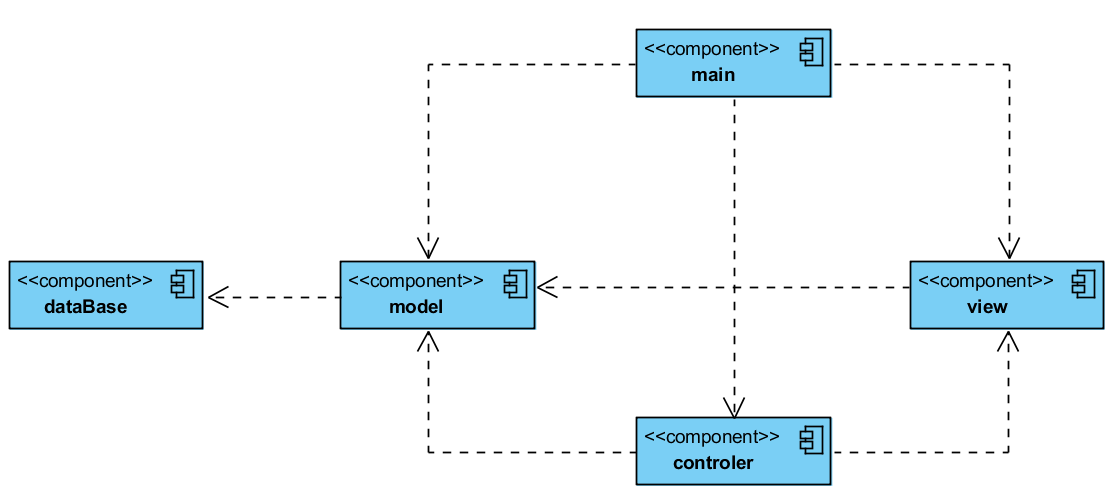 <<component>>
main
<<component>>
dataBase
<<component>>
model
<<component>>
view
<<component>>
controler